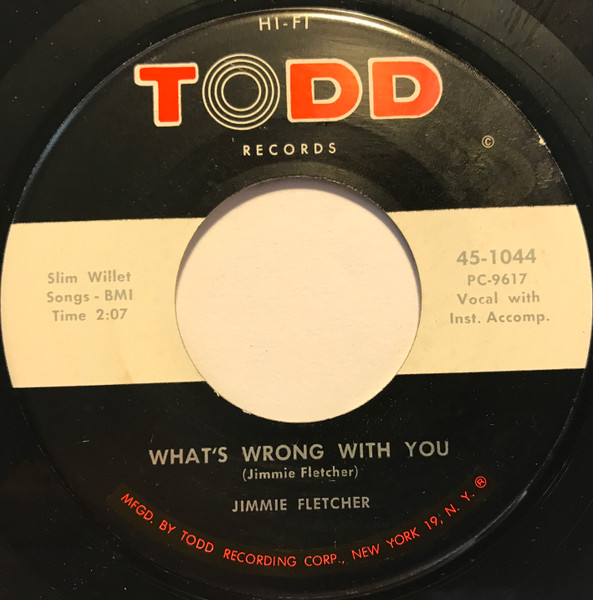 HI-FI
TODD
RECORDS
©
Slim Willet
Songs - BMI
Time 2:07
45-1044
PC-9617
Vocal with
Inst. Accomp.
WHAT'S WRONG WITH YOU
(Jimmie Fletcher)
JIMMIE FLETCHER
MFGD. BY TODD RECORDING CORP., NEW YORK 19, N. Y. ®